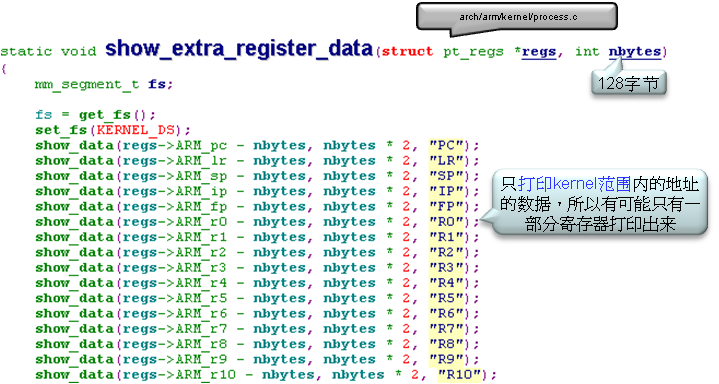 arch/arm/kernel/process.c
static void show_extra_register_data(struct pt_regs *regs, int nbytes)
{
128字节
mm_segment_t fs;
fs = get_fs();
set_fs(KERNEL_DS);
show_data(regs->ARM_pc - nbytes, nbytes * 2, "PC");
show_data(regs->ARM_lr - nbytes, nbytes * 2, "LR");
show_data(regs->ARM_sp - nbytes, nbytes * 2, "SP");
show_data(regs->ARM_ip - nbytes, nbytes * 2, "IP");
show_data(regs->ARM_fp - nbytes, nbytes * 2, "FP");
show_data(regs->ARM_r0 - nbytes, nbytes * 2, "R0");
show_data(regs->ARM_r1 - nbytes, nbytes * 2, "R1");
show_data(regs->ARM_r2 - nbytes, nbytes * 2, "R2");
show_data(regs->ARM_r3 - nbytes, nbytes * 2, "R3");
show_data(regs->ARM_r4 - nbytes, nbytes * 2, "R4");
show_data(regs->ARM_r5 - nbytes, nbytes * 2, "R5");
show_data(regs->ARM_r6 - nbytes, nbytes * 2, "R6");
show_data(regs->ARM_r7 - nbytes, nbytes * 2, "R7");
show_data(regs->ARM_r8 - nbytes, nbytes * 2, "R8");
show_data(regs->ARM_r9 - nbytes, nbytes * 2, "R9");
show_data(regs->ARM_r10 - nbytes, nbytes * 2, "R10");
只打印kernel范围内的地址
的数据，所以有可能只有一
部分寄存器打印出来